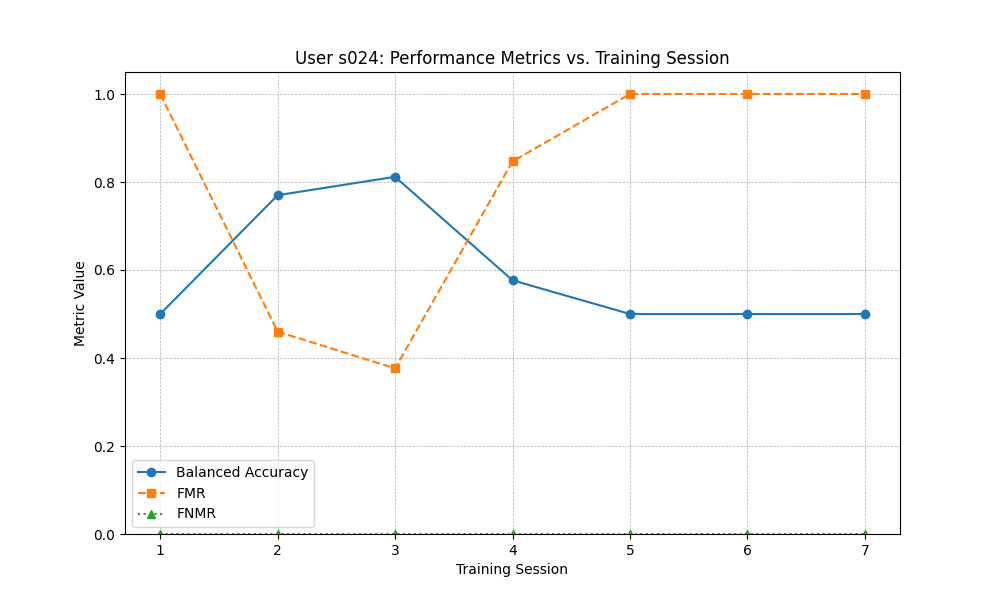 User s024: Performance Metrics vs. Training Session
Metric Value
1.0
0.8
0.6
0.4
0.2
0.0
Balanced Accuracy
FMR
FNMR
1 2 3 4 5 6 7
Training Session